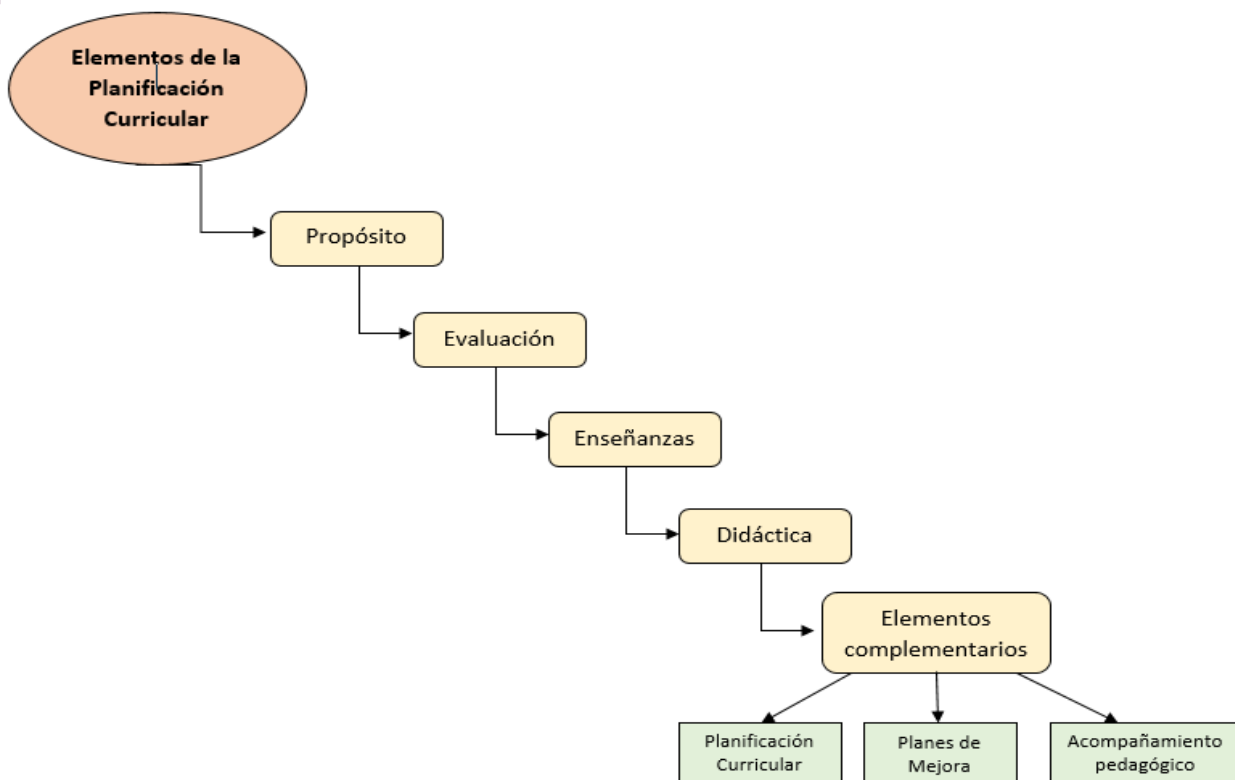 Elementos de la
Planificación
Curricular
Propósito
Evaluación
Enseñanzas
Didáctica
Elementos
complementarios
Planificación
Curricular
Planes de
Mejora
Acompañamiento
pedagógico